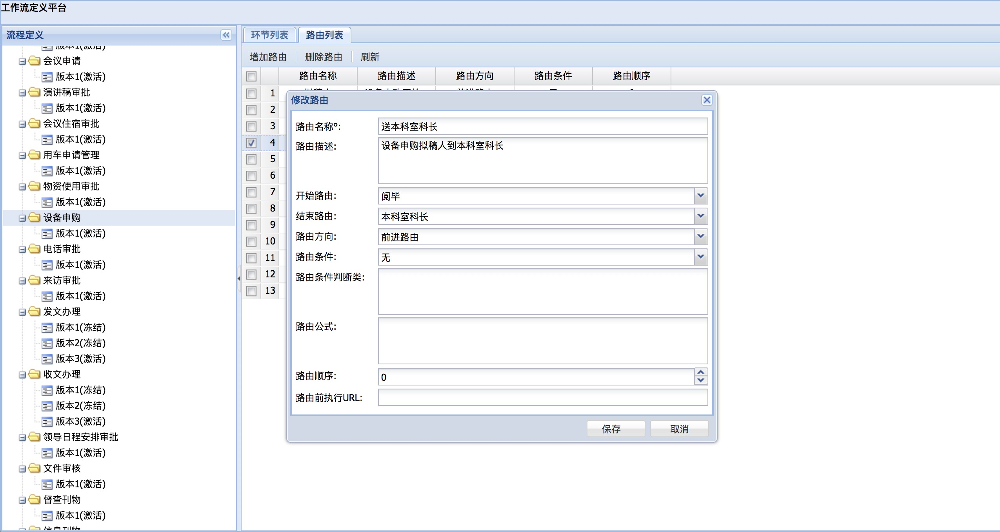 工作流定义平台
流程定义
版本1(激活)
会议申请
版本1(激活)
演讲稿审批
版本1(激活)
会议住宿审批
版本1(激活)
用车申请管理
版本1(激活)
物资使用审批
版本1(激活)
设备申购
版本1(激活)
电话审批
版本1(激活)
来访审批
版本1(激活)
发文办理
版本1(冻结)
版本2(冻结)
版本3(激活)
收文办理
版本1(冻结)
版本2(冻结)
版本3(激活)
领导日程安排审批
版本1(激活)
文件审核
版本1(激活)
督查刊物
版本1(激活)
信息刊物
环节列表 路由列表
增加路由 删除路由 刷新
路由名称 路由描述 路由方向 路由条件 路由顺序
1
2
3
4
5
6
7
8
9
10
11
12
13
修改路由
路由名称°: 送本科室科长
路由描述: 设备申购拟稿人到本科室科长
开始路由: 阅毕
结束路由: 本科室科长
路由方向: 前进路由
路由条件: 无
路由条件判断类:
路由公式:
路由顺序: 0
路由前执行URL:
保存 取消